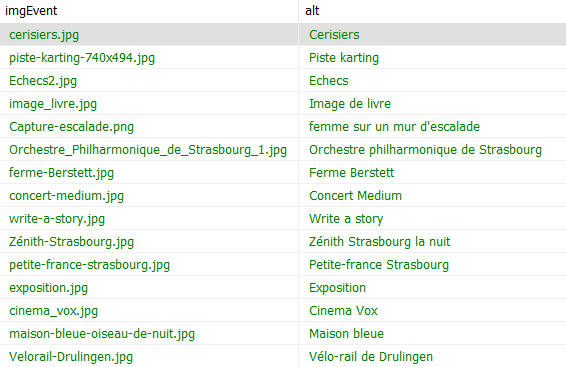 imgEvent alt
cerisiers.jpg Cerisiers
piste-karting-740x494.jpg Piste karting
Echecs2.jpg Echecs
image_livre.jpg Image de livre
Capture-escalade.png femme sur un mur d'escalade
Orchestre_Philharmonique_de_Strasbourg_1.jpg Orchestre philharmonique de Strasbourg
ferme-Berstett.jpg Ferme Berstett
concert-medium.jpg Concert Medium
write-a-story.jpg Write a story
Zénith-Strasbourg.jpg Zénith Strasbourg la nuit
petite-france-strasbourg.jpg Petite-france Strasbourg
exposition.jpg Exposition
cinema_vox.jpg Cinema Vox
maison-bleue-oiseau-de-nuit.jpg Maison bleue
Velorail-Drulingen.jpg Vélo-rail de Drulingen